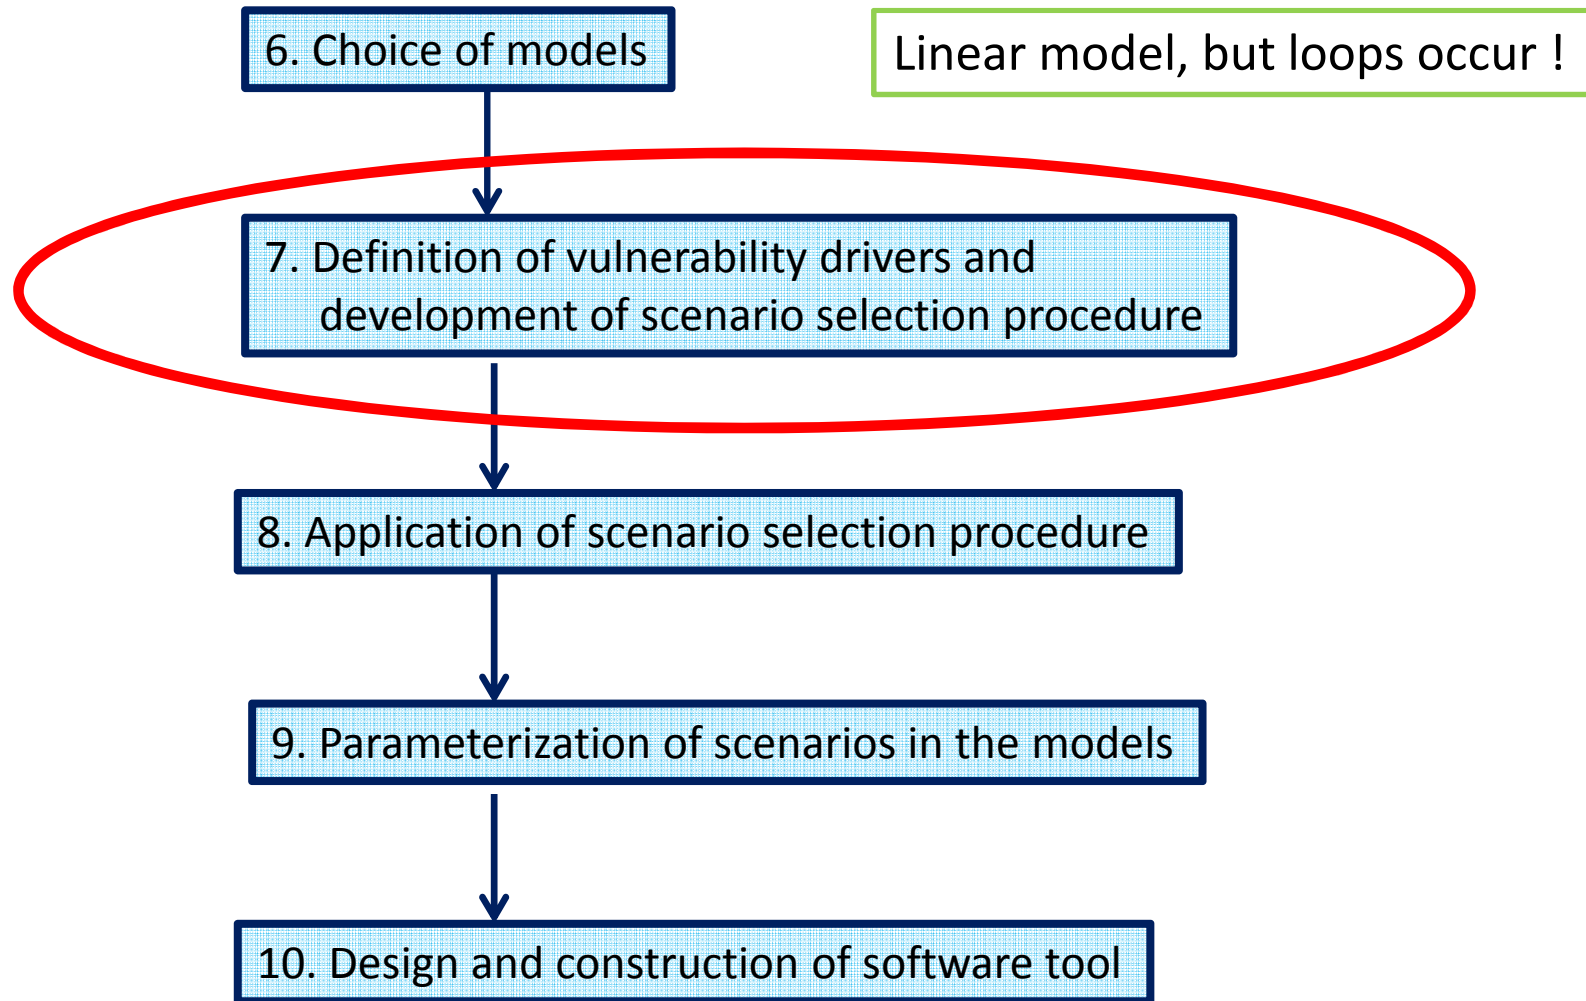 6. Choice of models
Linear model, but loops occur !
7. Definition of vulnerability drivers and
development of scenario selection procedure
8. Application of scenario selection procedure
9. Parameterization of scenarios in the models
10. Design and construction of software tool